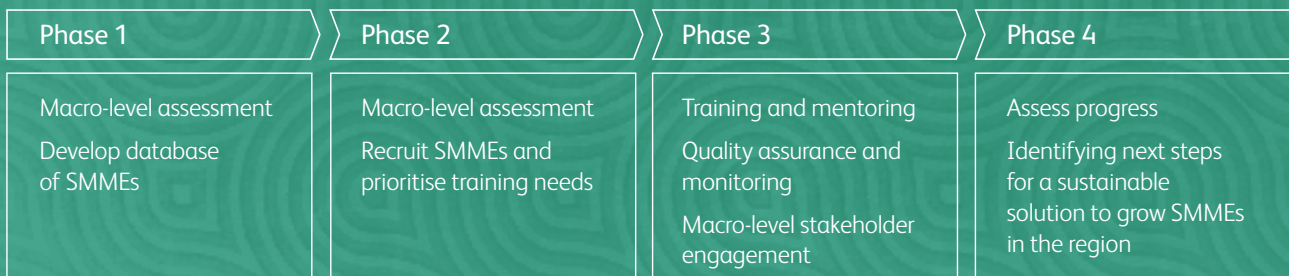 Phase 1
Macro-level assessment
Develop database
of SMMEs
Phase 2
Macro-level assessment
Recruit SMMEs and
prioritise training needs
Phase 3
Training and mentoring
Quality assurance and
monitoring
Macro-level stakeholder
engagement
Phase 4
Assess progress
Identifying next steps
for a sustainable
solution to grow SMMEs
in the region